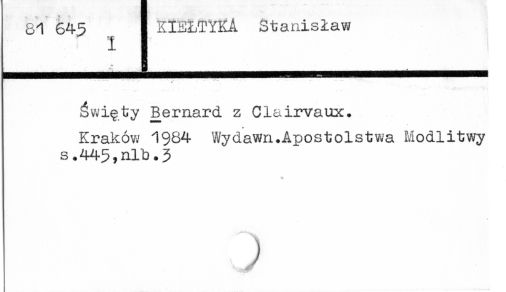 81 645 KIEŁTYKA Stanisław
I
Święty Bernard z Clairvaux.
Kraków 1984 Wydawn.Apostolstwa Modlitwy
s.445,nlb.3